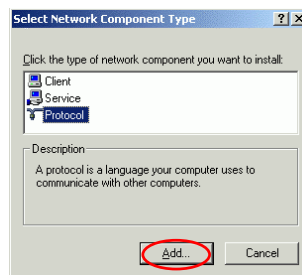 Select Network Component Type
Click the type of network component you want to install:
Client
Service
Protocol
Description
A protocol is a language your computer uses to
communicate with other computers.
Add...
Cancel